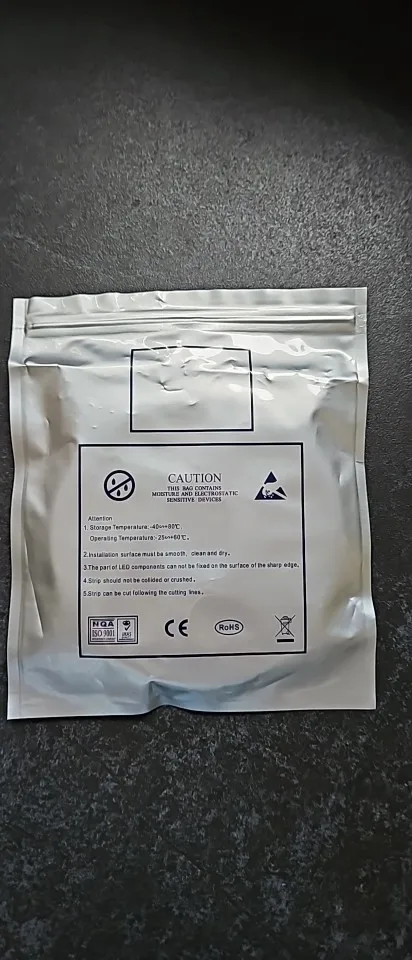 CAUTION
THIS BAG CONTAINS
MOISTURE AND ELECTROSTATIC
SENSITIVE DEVICES
Attention
1. Storage Temperature:-40~+80℃.
Operating Temperature:-25~+60℃.
2.Installation surface must be smooth, clean and dry.
3.The part of LED components can not be fixed on the surface of the sharp edge.
4.Strip should not be collided or crushed.
5.Strip can be cut following the cutting lines.
NQA
ISO 9001
CE
RoHS